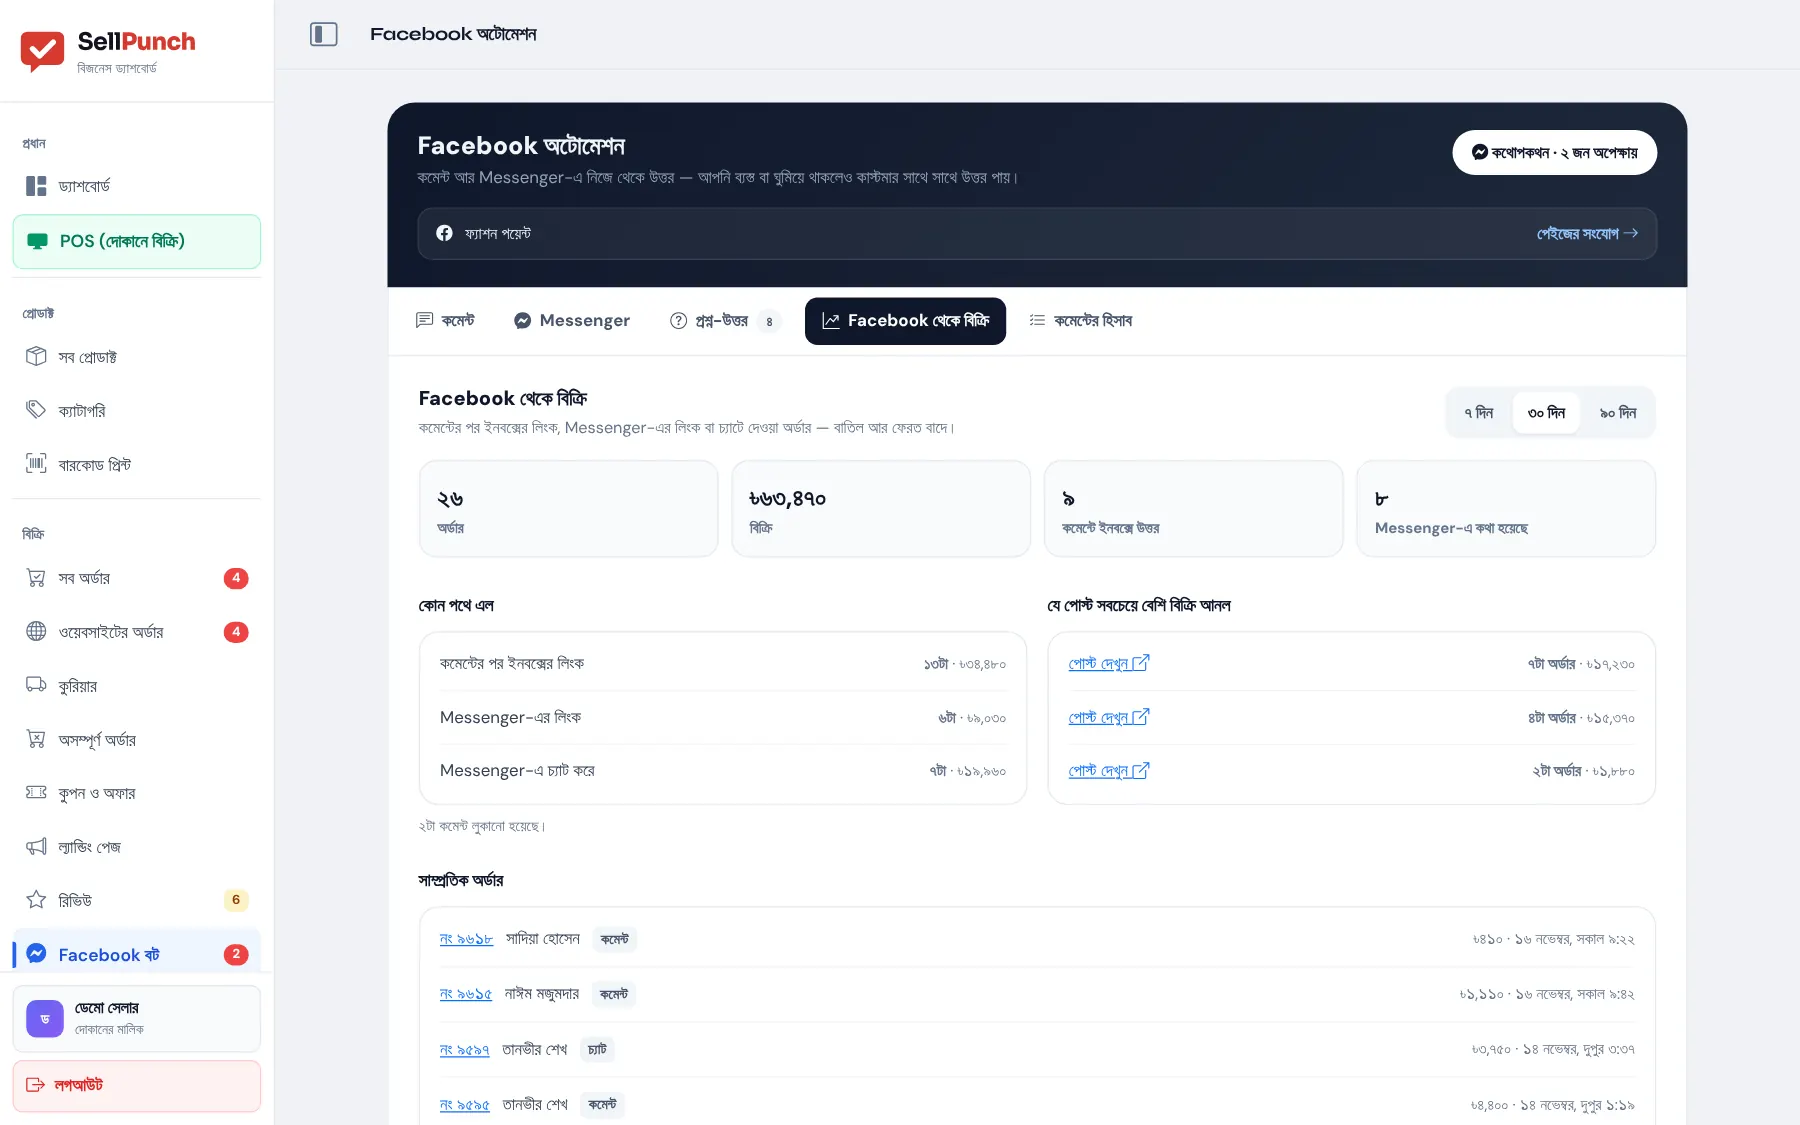 SellPunch
বিজনেস ড্যাশবোর্ড
প্রধান
ড্যাশবোর্ড
POS (দোকানে বিক্রি)
প্রোডাক্ট
সব প্রোডাক্ট
ক্যাটাগরি
বারকোড প্রিন্ট
বিক্রি
সব অর্ডার 4
ওয়েবসাইটের অর্ডার 4
কুরিয়ার
অসম্পূর্ণ অর্ডার
কুপন ও অফার
ল্যান্ডিং পেজ
রিভিউ 6
Facebook বট 2
ড
ডেমো সেলার
দোকানের মালিক
লগআউট
Facebook অটোমেশন
Facebook অটোমেশন
কমেন্ট আর Messenger-এ নিজে থেকে উত্তর — আপনি ব্যস্ত বা ঘুমিয়ে থাকলেও কাস্টমার সাথে সাথে উত্তর পায়।
কথোপকথন · ২ জন অপেক্ষায়
ফ্যাশন পয়েন্ট
পেইজের সংযোগ →
কমেন্ট Messenger প্রশ্ন-উত্তর ৪ Facebook থেকে বিক্রি কমেন্টের হিসাব
Facebook থেকে বিক্রি
কমেন্টের পর ইনবক্সের লিংক, Messenger-এর লিংক বা চ্যাটে দেওয়া অর্ডার — বাতিল আর ফেরত বাদে।
৭ দিন ৩০ দিন ৯০ দিন
২৬
অর্ডার
৳৬৩,৪৭০
বিক্রি
৯
কমেন্টে ইনবক্সে উত্তর
৮
Messenger-এ কথা হয়েছে
কোন পথে এল
কমেন্টের পর ইনবক্সের লিংক ১৩টা · ৳৩৪,৪৮০
Messenger-এর লিংক ৬টা · ৳৯,০৩০
Messenger-এ চ্যাট করে ৭টা · ৳১৯,৯৬০
২টা কমেন্ট লুকানো হয়েছে।
যে পোস্ট সবচেয়ে বেশি বিক্রি আনল
পোস্ট দেখুন ৭টা অর্ডার · ৳১৭,২৩০
পোস্ট দেখুন ৪টা অর্ডার · ৳১৫,৩৭০
পোস্ট দেখুন ২টা অর্ডার · ৳১,৮৮০
সাম্প্রতিক অর্ডার
নং ৯৬১৮ সাদিয়া হোসেন কমেন্ট ৳৪১০ · ১৬ নভেম্বর, সকাল ৯:২২
নং ৯৬১৫ নাঈম মজুমদার কমেন্ট ৳১,১১০ · ১৬ নভেম্বর, সকাল ৯:৪২
নং ৯৫৯৭ তানভীর শেখ চ্যাট ৳৩,৭৫০ · ১৪ নভেম্বর, দুপুর ৩:৩৭
নং ৯৫৯৫ তানভীর শেখ কমেন্ট ৳৪,৪০০ · ১৪ নভেম্বর, দুপুর ১:১৯